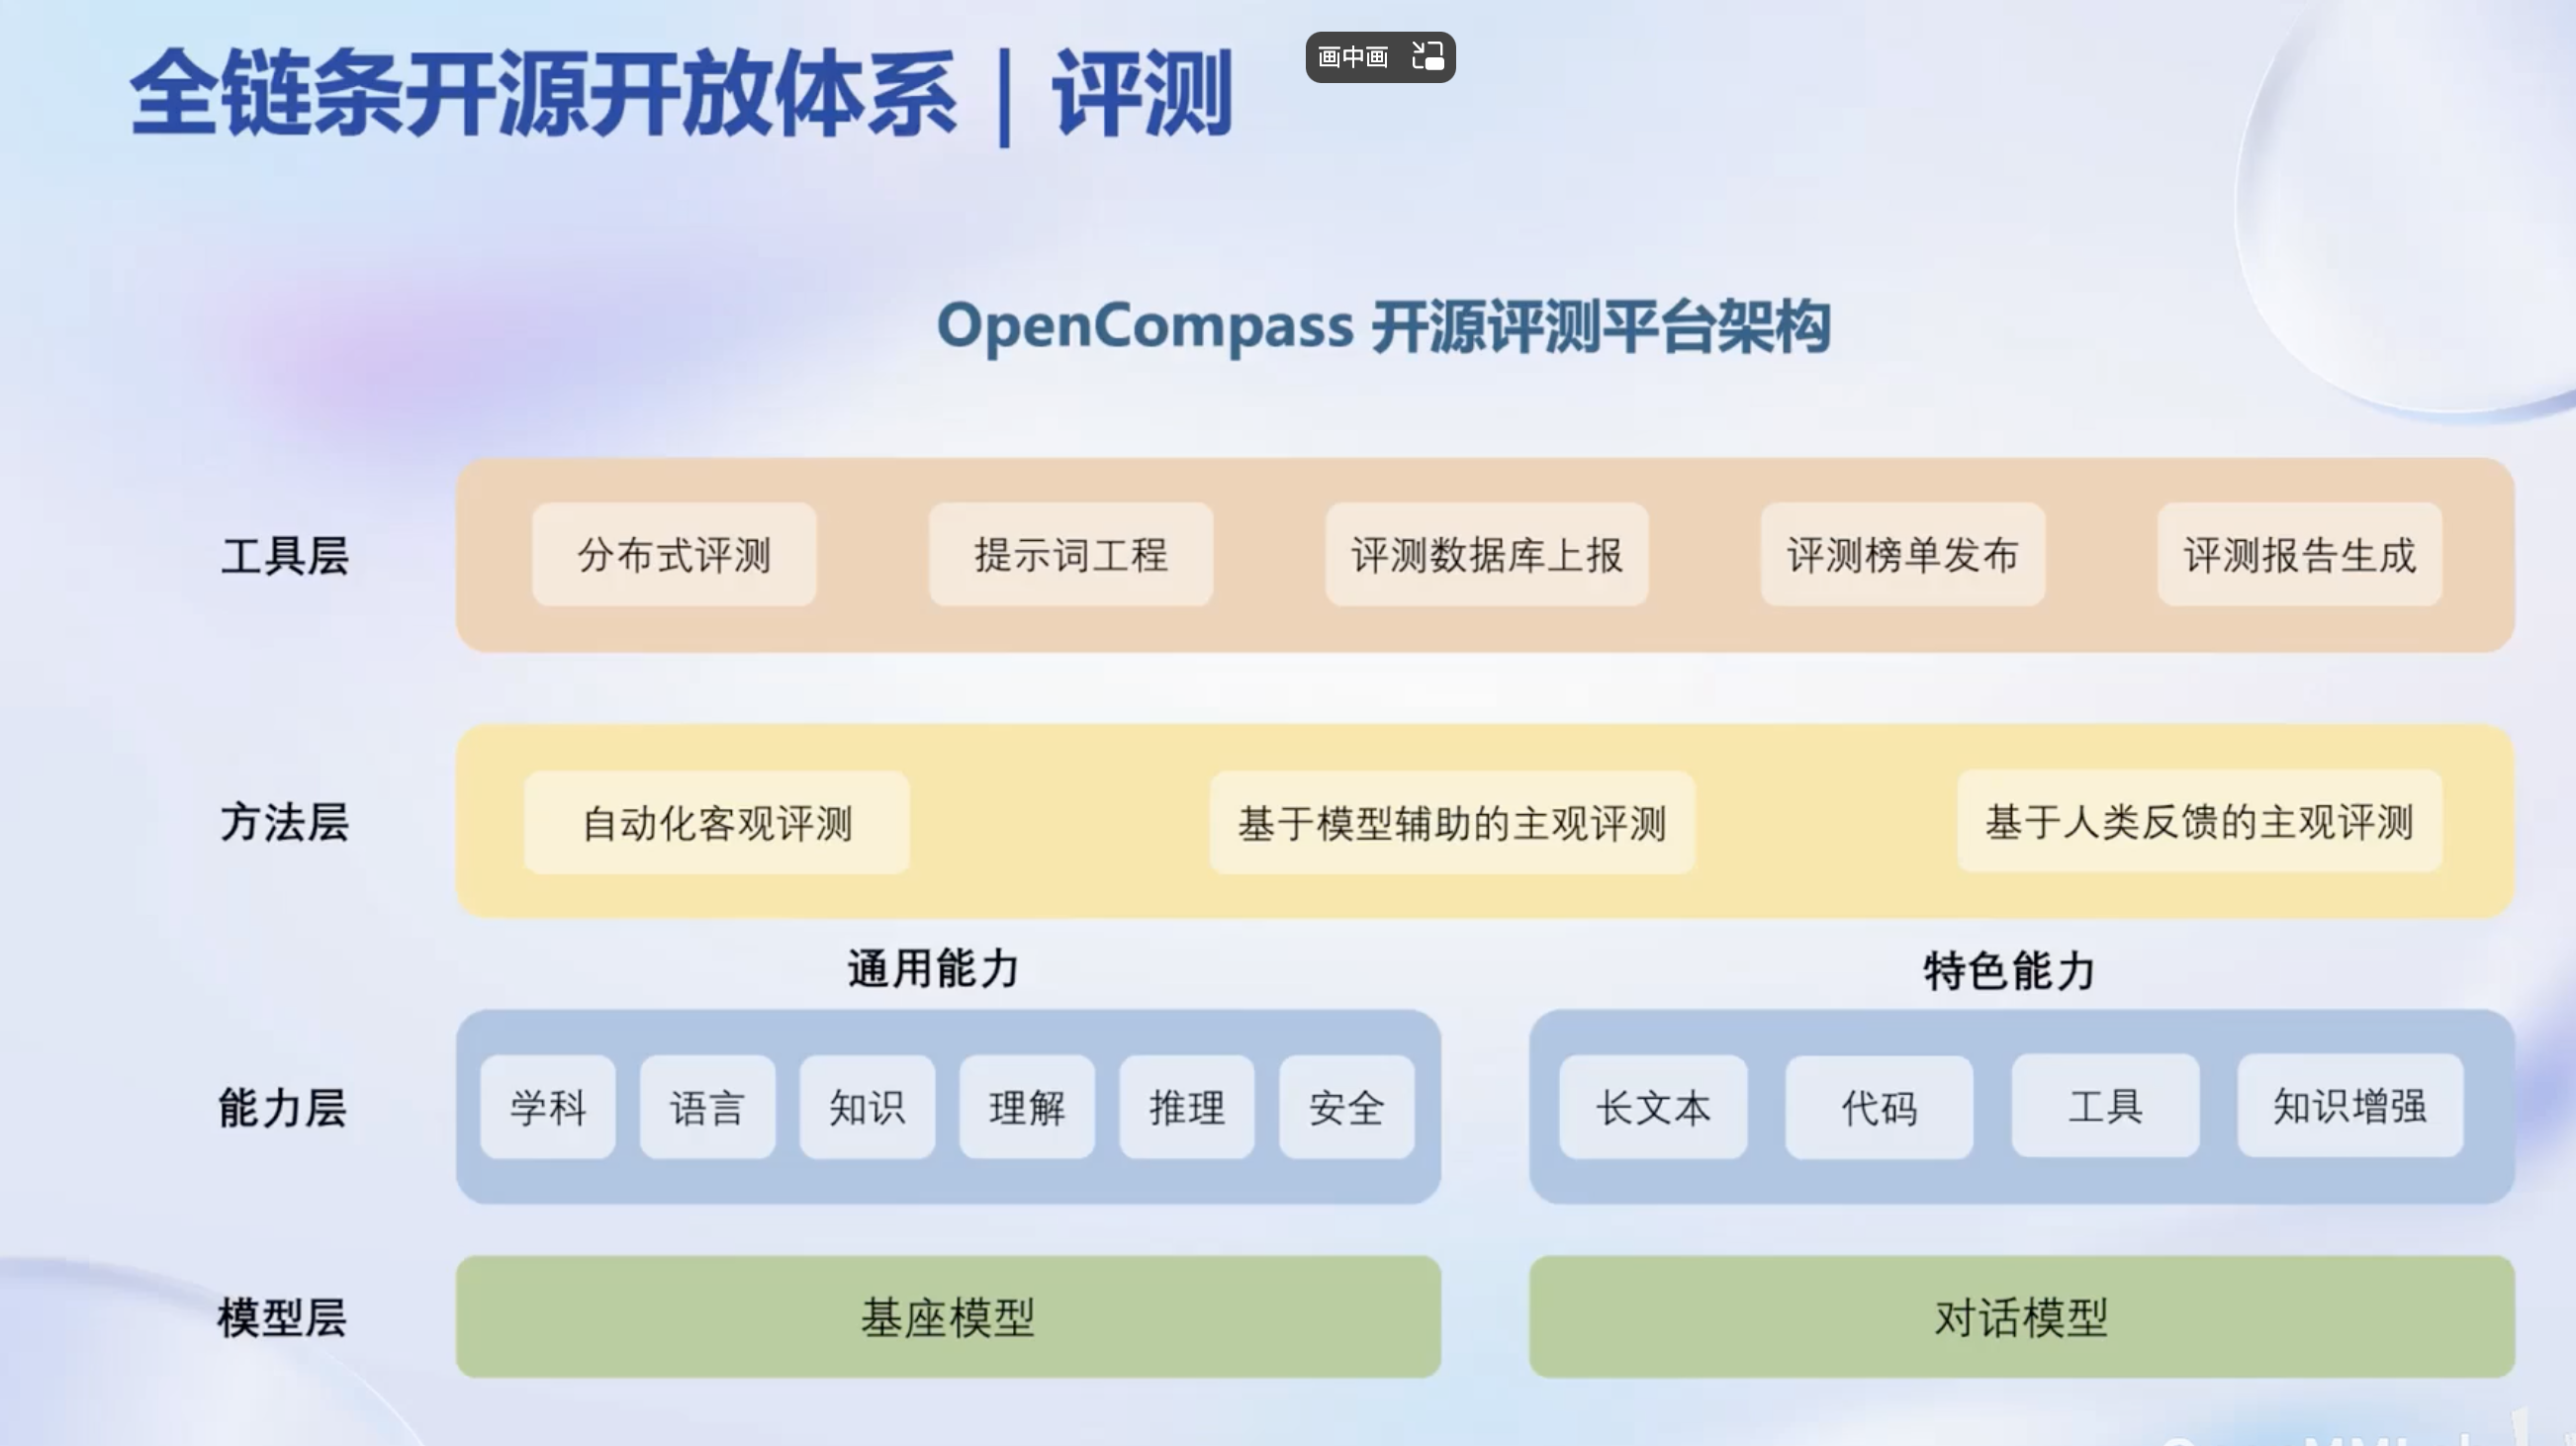 全链条开源开放体系｜评测
画中画
OpenCompass 开源评测平台架构
工具层
分布式评测
提示词工程
评测数据库上报
评测榜单发布
评测报告生成
方法层
自动化客观评测
基于模型辅助的主观评测
基于人类反馈的主观评测
通用能力
特色能力
能力层
学科
语言
知识
理解
推理
安全
长文本
代码
工具
知识增强
模型层
基座模型
对话模型